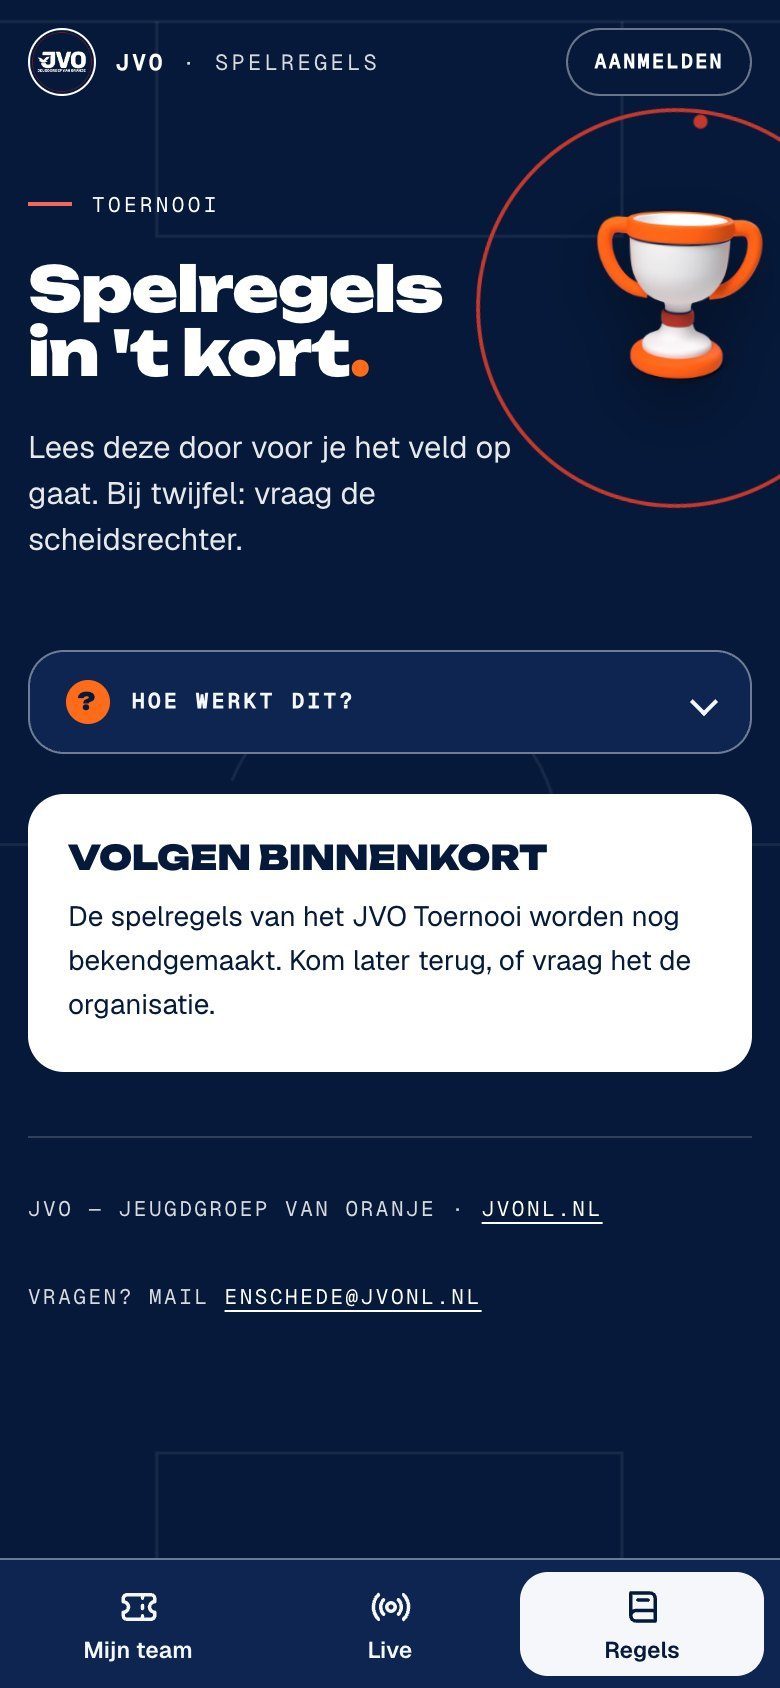 JVO
JVO · SPELREGELS
AANMELDEN
TOERNOOI
Spelregels
in 't kort.
Lees deze door voor je het veld op
gaat. Bij twijfel: vraag de
scheidsrechter.
? HOE WERKT DIT?
VOLGEN BINNENKORT
De spelregels van het JVO Toernooi worden nog
bekendgemaakt. Kom later terug, of vraag het de
organisatie.
JVO — JEUGDGROEP VAN ORANJE · JVONL.NL
VRAGEN? MAIL ENSCHEDE@JVONL.NL
Mijn team
Live
Regels